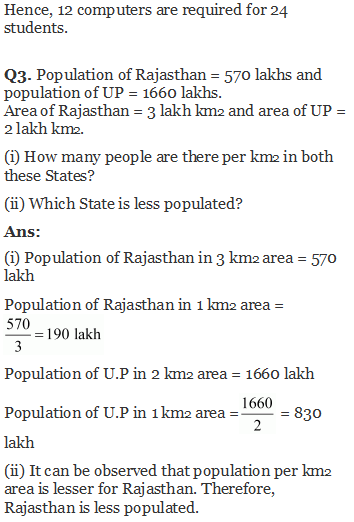 Hence, 12 computers are required for 24
students.
Q3. Population of Rajasthan = 570 lakhs and
population of UP = 1660 lakhs.
Area of Rajasthan = 3 lakh km2 and area of UP =
2 lakh km2.
(i) How many people are there per km2 in both
these States?
(ii) Which State is less populated?
Ans:
(i) Population of Rajasthan in 3 km2 area = 570
lakh
Population of Rajasthan in 1 km2 area =
570/3 = 190 lakh
Population of U.P in 2 km2 area = 1660 lakh
Population of U.P in 1 km2 area = 1660/2 = 830
lakh
(ii) It can be observed that population per km2
area is lesser for Rajasthan. Therefore,
Rajasthan is less populated.